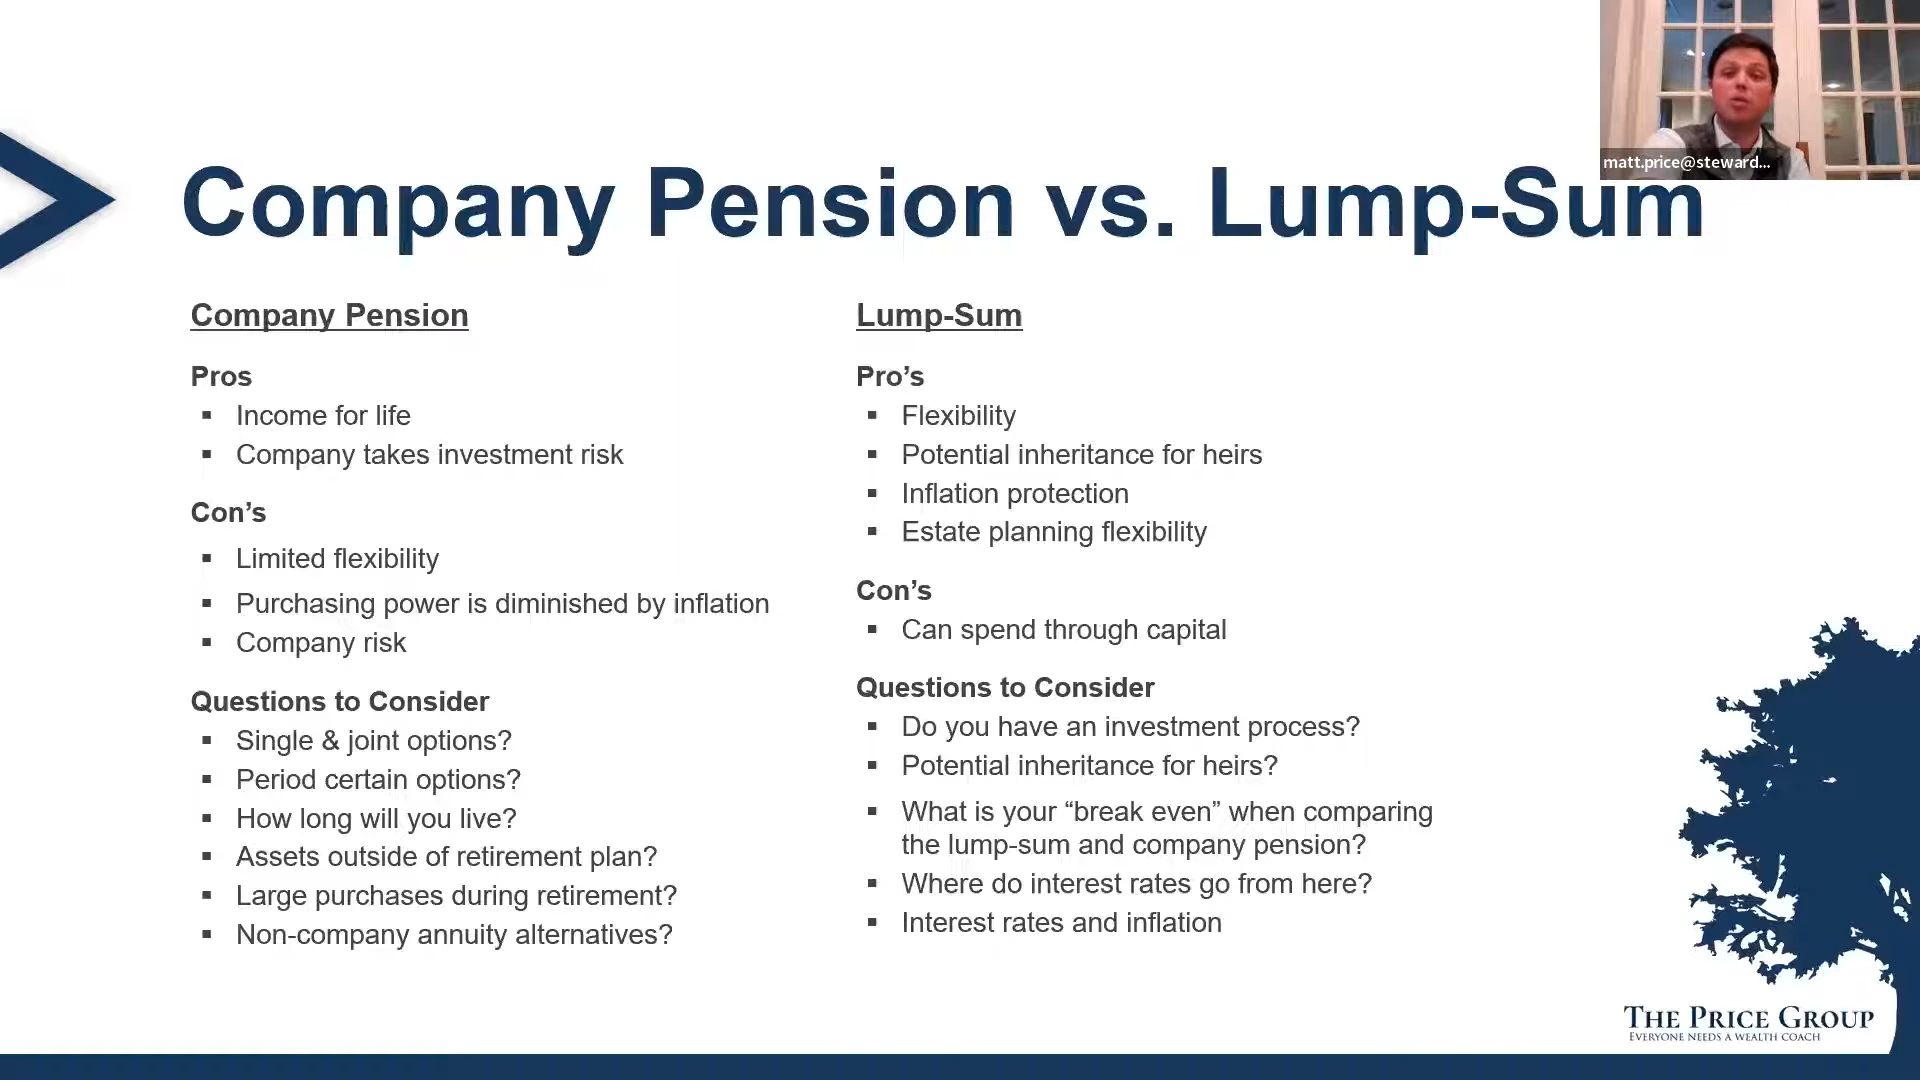 matt.price@steward...
Company Pension vs. Lump-Sum
Company Pension
Pros
▪ Income for life
▪ Company takes investment risk
Con’s
▪ Limited flexibility
▪ Purchasing power is diminished by inflation
▪ Company risk
Questions to Consider
▪ Single & joint options?
▪ Period certain options?
▪ How long will you live?
▪ Assets outside of retirement plan?
▪ Large purchases during retirement?
▪ Non-company annuity alternatives?
Lump-Sum
Pro’s
▪ Flexibility
▪ Potential inheritance for heirs
▪ Inflation protection
▪ Estate planning flexibility
Con’s
▪ Can spend through capital
Questions to Consider
▪ Do you have an investment process?
▪ Potential inheritance for heirs?
▪ What is your “break even” when comparing
the lump-sum and company pension?
▪ Where do interest rates go from here?
▪ Interest rates and inflation
THE PRICE GROUP
EVERYONE NEEDS A WEALTH COACH